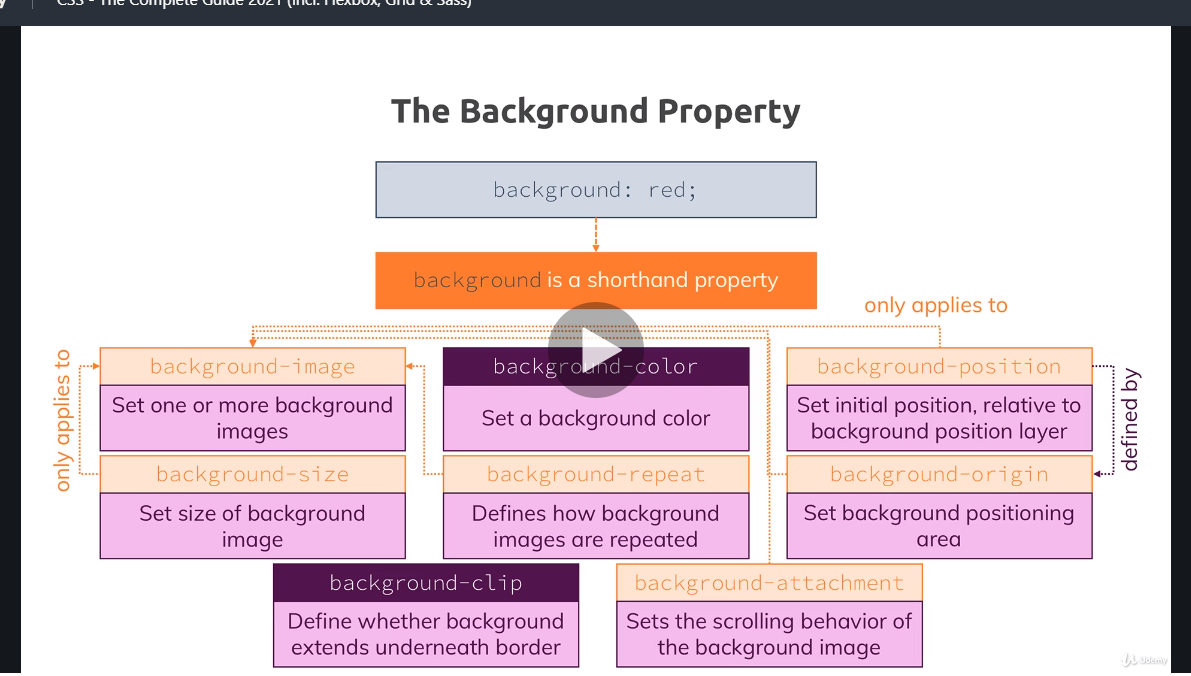 CSS - The Complete Guide 2021 (incl. Flexbox, Grid & Sass)
The Background Property
background: red;
background is a shorthand property
only applies to
background-image
Set one or more background
images
background-color
Set a background color
background-position
Set initial position, relative to
background position layer
only applies to
defined by
background-size
Set size of background
image
background-repeat
Defines how background
images are repeated
background-origin
Set background positioning
area
background-clip
Define whether background
extends underneath border
background-attachment
Sets the scrolling behavior of
the background image
Udemy